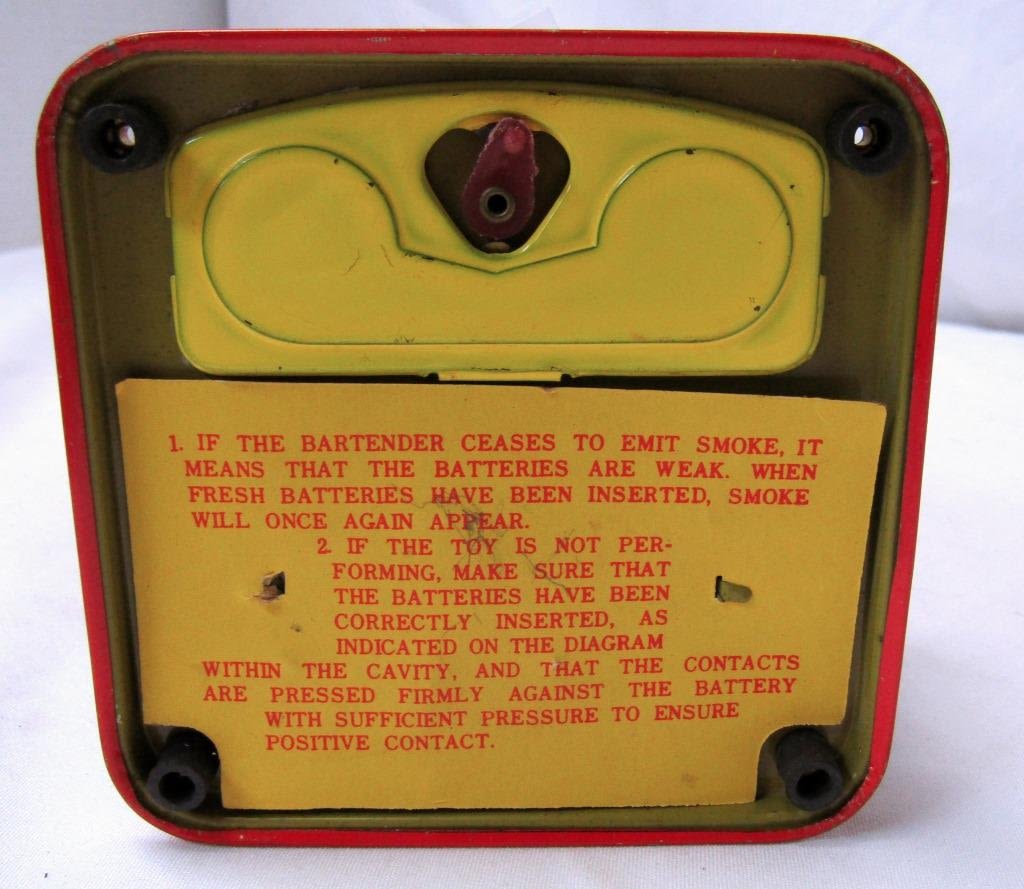 1. IF THE BARTENDER CEASES TO EMIT SMOKE, IT
MEANS THAT THE BATTERIES ARE WEAK. WHEN
FRESH BATTERIES HAVE BEEN INSERTED, SMOKE
WILL ONCE AGAIN APPEAR.
2. IF THE TOY IS NOT PER-
FORMING, MAKE SURE THAT
THE BATTERIES HAVE BEEN
CORRECTLY INSERTED, AS
INDICATED ON THE DIAGRAM
WITHIN THE CAVITY, AND THAT THE CONTACTS
ARE PRESSED FIRMLY AGAINST THE BATTERY
WITH SUFFICIENT PRESSURE TO ENSURE
POSITIVE CONTACT.